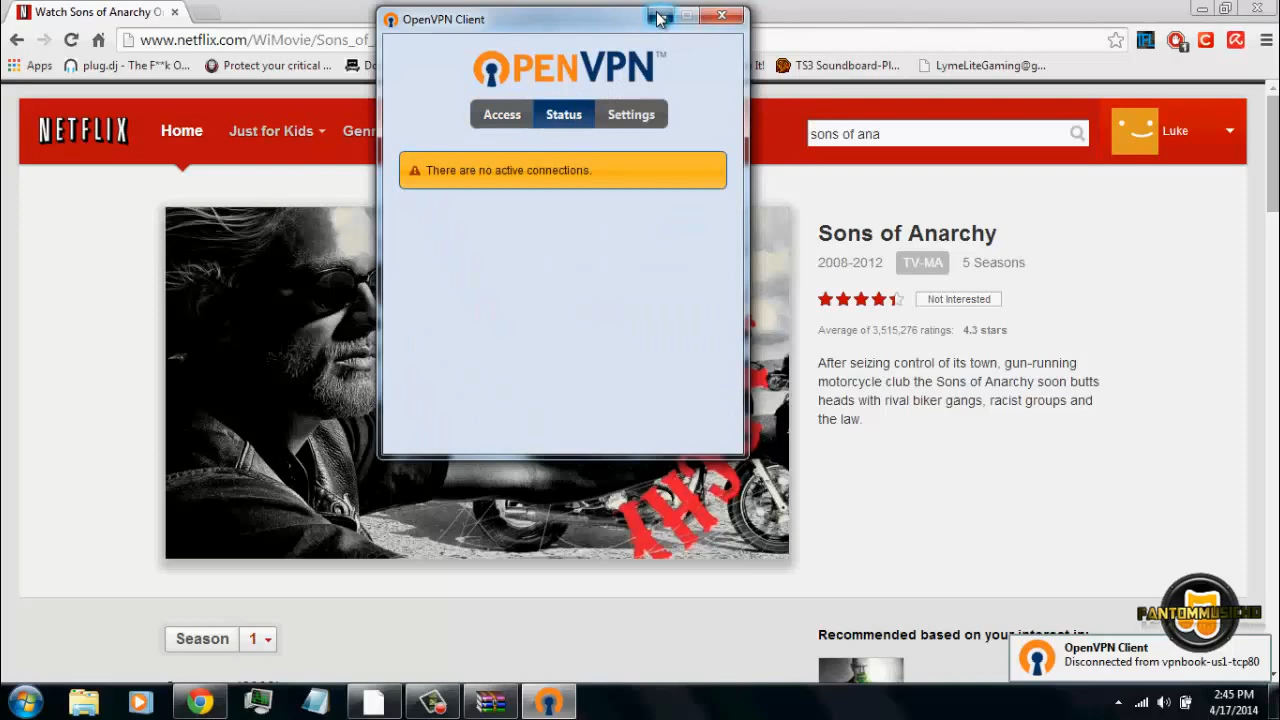 Watch Sons of Anarchy O
OpenVPN Client
www.netflix.com/WiMovie/Sons_of_
Apps
plug.dj - The F**k O...
Protect your critical ...
It!
TS3 Soundboard-Pl...
LymeLiteGaming@g...
OPENVPN™
Access
Status
Settings
There are no active connections.
NETFLIX
Home
Just for Kids
Genr
sons of ana
Luke
Sons of Anarchy
2008-2012
TV-MA
5 Seasons
Not Interested
Average of 3,515,276 ratings: 4.3 stars
After seizing control of its town, gun-running
motorcycle club the Sons of Anarchy soon butts
heads with rival biker gangs, racist groups and
the law.
Season
1
Recommended based on your interest in:
FANTOMMUSICHD
OpenVPN Client
Disconnected from vpnbook-us1-tcp80
2:45 PM
4/17/2014